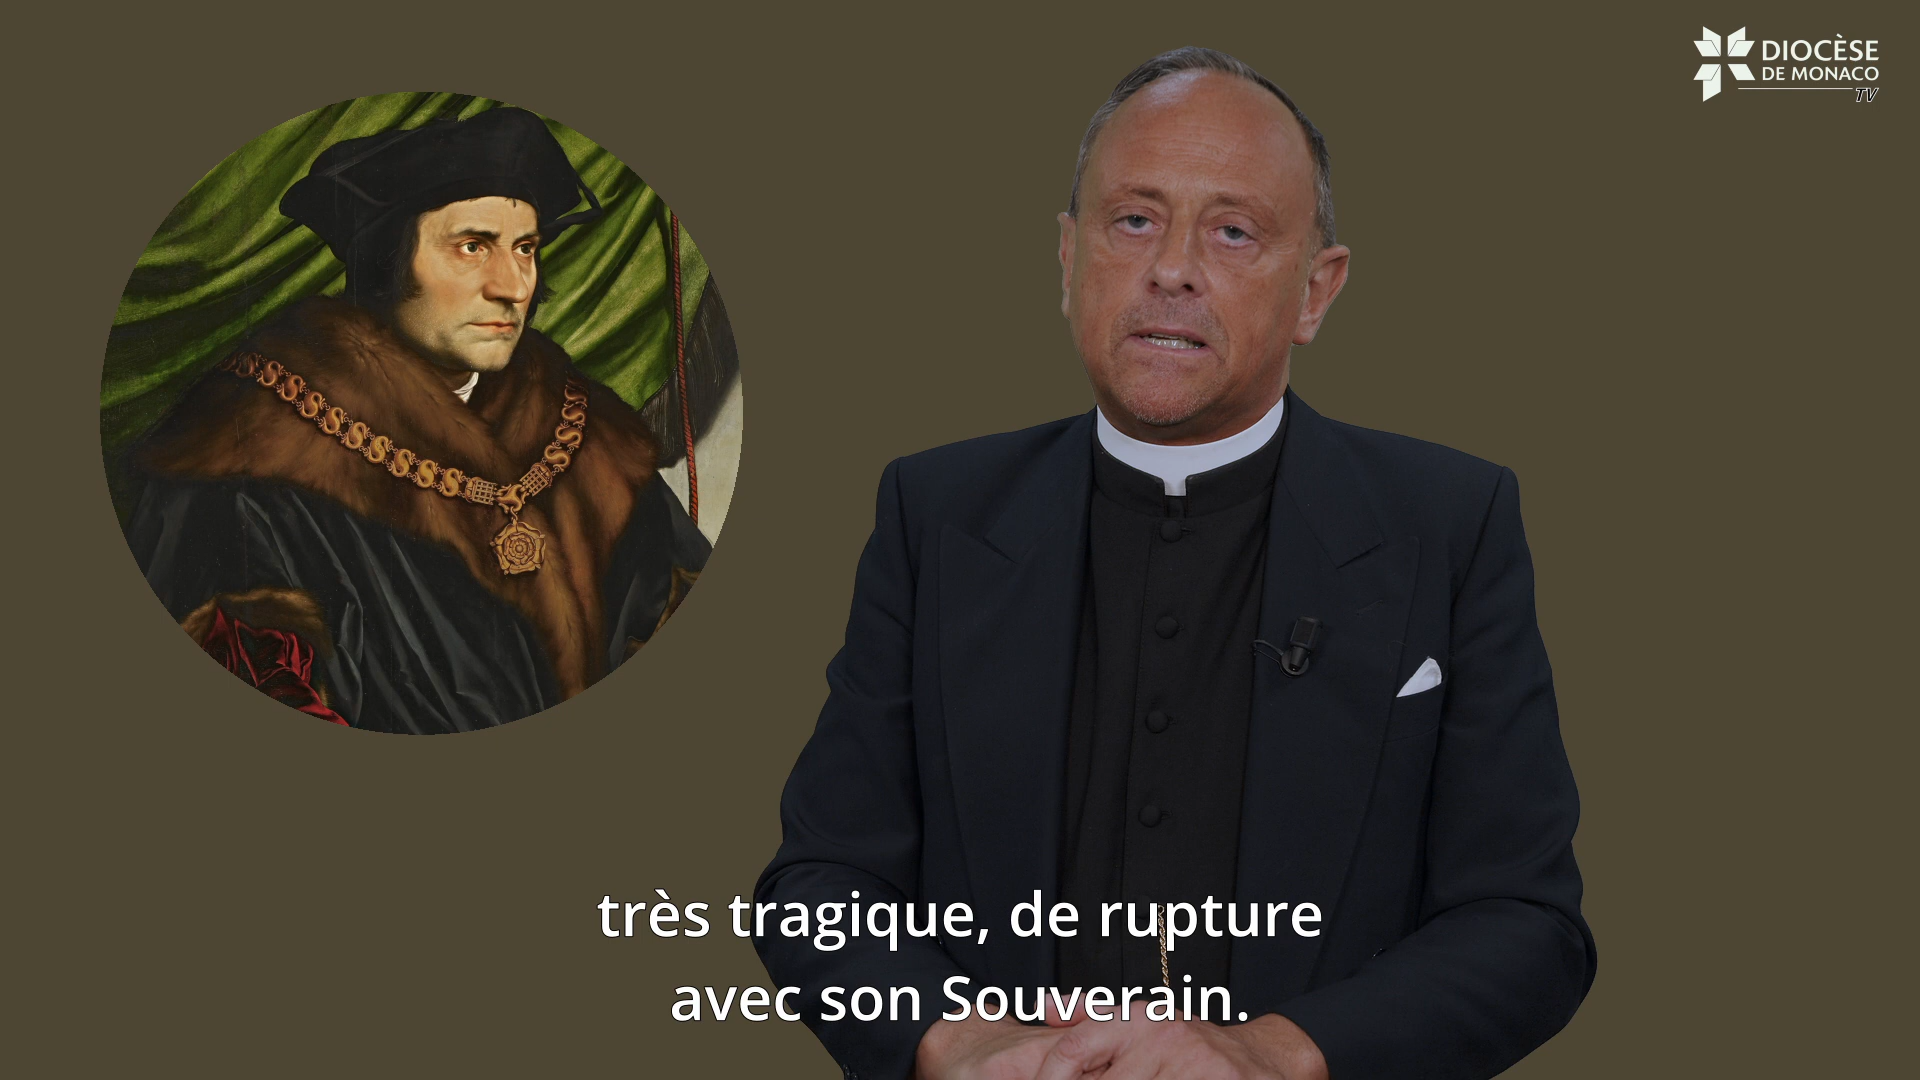 DIOCÈSE
DE MONACO
TV
très tragique, de rupture
avec son Souverain.